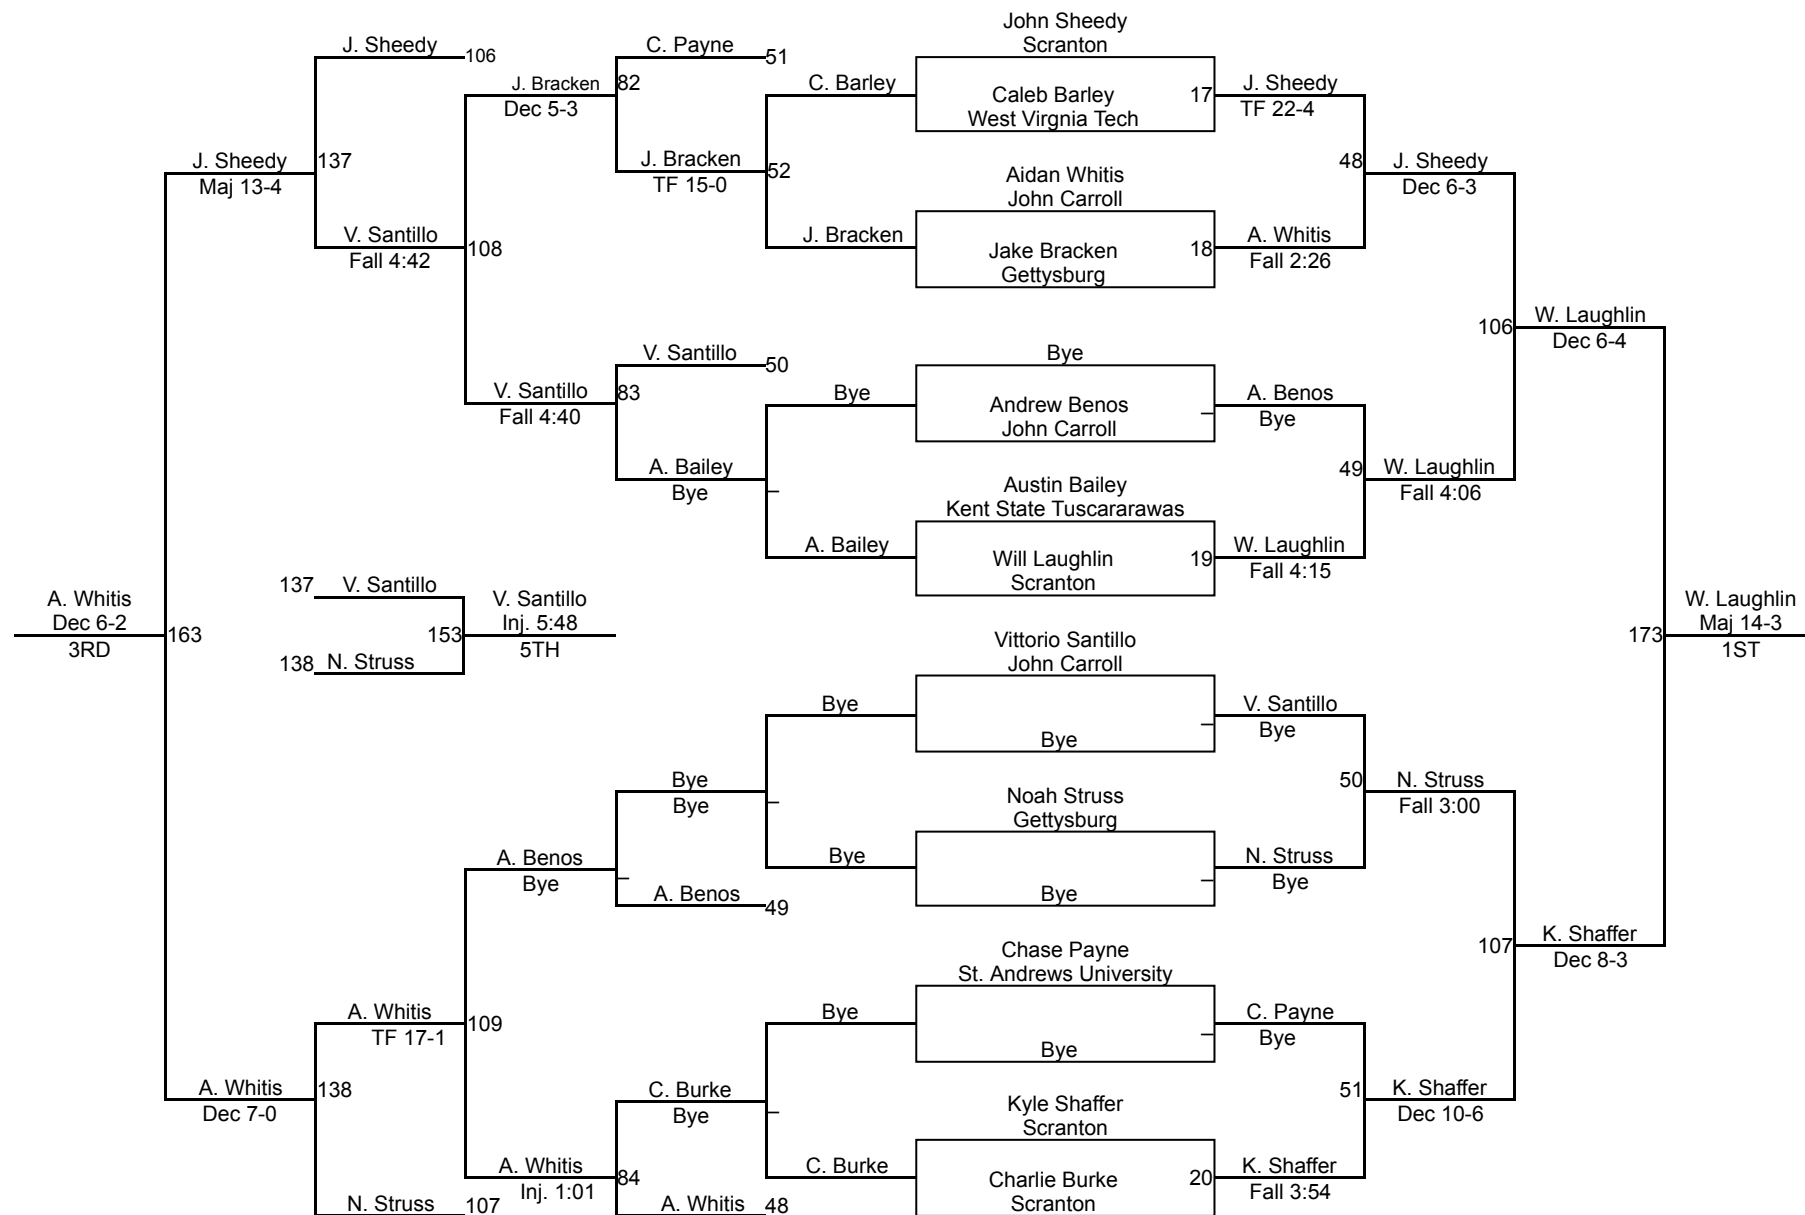 John Sheedy
Scranton
J. Sheedy
106
C. Payne
51
J. Bracken
82
Dec 5-3
C. Barley
Caleb Barley
West Virgnia Tech
17
J. Sheedy
TF 22-4
J. Sheedy
Maj 13-4
137
J. Bracken
TF 15-0
52
Aidan Whitis
John Carroll
48
J. Sheedy
Dec 6-3
V. Santillo
Fall 4:42
108
J. Bracken
Jake Bracken
Gettysburg
18
A. Whitis
Fall 2:26
106
W. Laughlin
Dec 6-4
V. Santillo
50
Bye
V. Santillo
Fall 4:40
83
Bye
Andrew Benos
John Carroll
A. Benos
Bye
A. Bailey
Bye
Austin Bailey
Kent State Tuscararawas
49
W. Laughlin
Fall 4:06
A. Bailey
Will Laughlin
Scranton
19
W. Laughlin
Fall 4:15
137
V. Santillo
A. Whitis
Dec 6-2
3RD
163
153
V. Santillo
Inj. 5:48
5TH
138
N. Struss
Vittorio Santillo
John Carroll
173
W. Laughlin
Maj 14-3
1ST
Bye
Bye
V. Santillo
Bye
Bye
Bye
Noah Struss
Gettysburg
50
N. Struss
Fall 3:00
A. Benos
Bye
Bye
Bye
N. Struss
Bye
A. Benos
49
Chase Payne
St. Andrews University
107
K. Shaffer
Dec 8-3
A. Whitis
TF 17-1
109
Bye
Bye
C. Payne
Bye
A. Whitis
Dec 7-0
138
C. Burke
Bye
Kyle Shaffer
Scranton
51
K. Shaffer
Dec 10-6
A. Whitis
Inj. 1:01
84
C. Burke
Charlie Burke
Scranton
20
K. Shaffer
Fall 3:54
N. Struss
107
A. Whitis
48